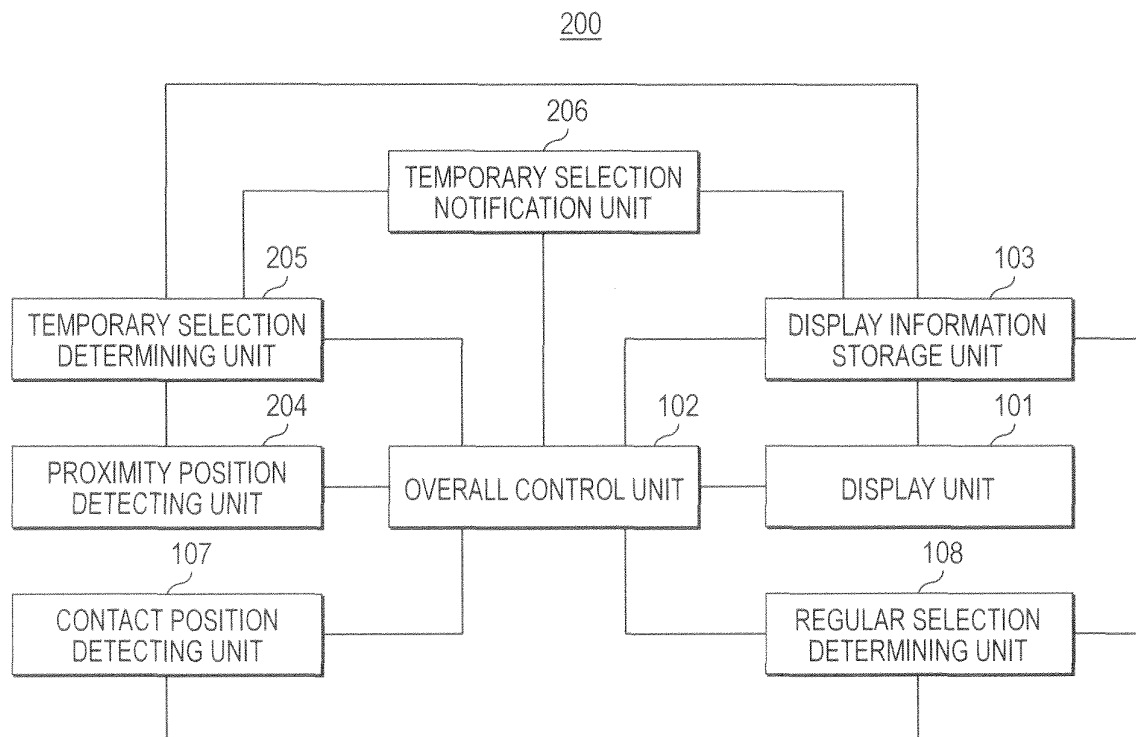 200
206
TEMPORARY SELECTION
NOTIFICATION UNIT
205
TEMPORARY SELECTION
DETERMINING UNIT
103
DISPLAY INFORMATION
STORAGE UNIT
204
PROXIMITY POSITION
DETECTING UNIT
102
OVERALL CONTROL UNIT
101
DISPLAY UNIT
107
CONTACT POSITION
DETECTING UNIT
108
REGULAR SELECTION
DETERMINING UNIT